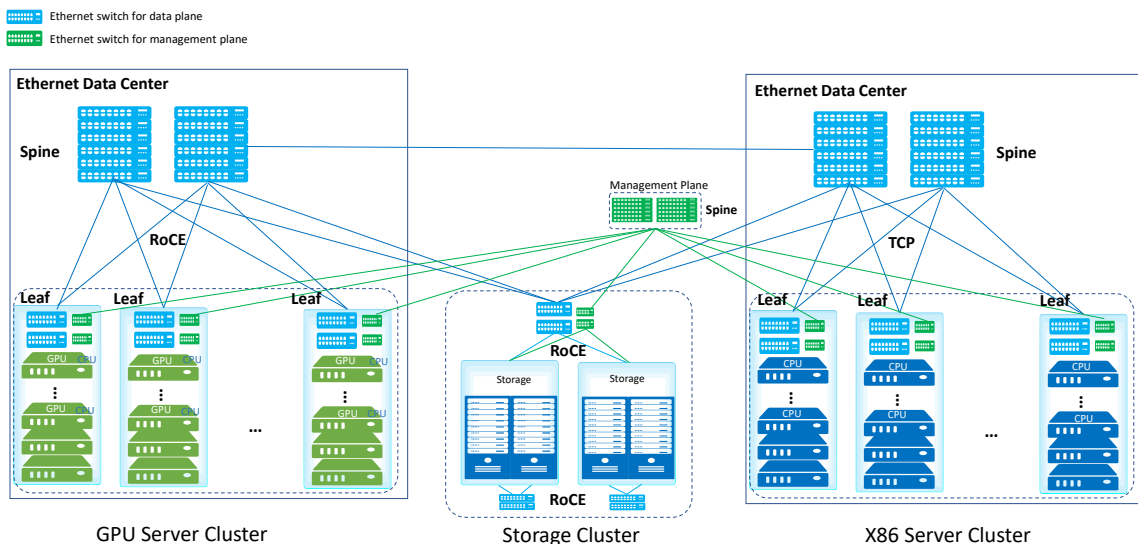 Ethernet switch for data plane
Ethernet switch for management plane
Ethernet Data Center
Ethernet Data Center
Spine
Spine
Management Plane
Spine
RoCE
TCP
Leaf
Leaf
Leaf
Leaf
Leaf
Leaf
GPU CPU
GPU CPU
GPU CPU
RoCE
CPU
CPU
CPU
...
...
...
Storage
Storage
...
...
...
GPU CPU
GPU CPU
GPU CPU
CPU
CPU
CPU
...
...
RoCE
GPU Server Cluster
Storage Cluster
X86 Server Cluster